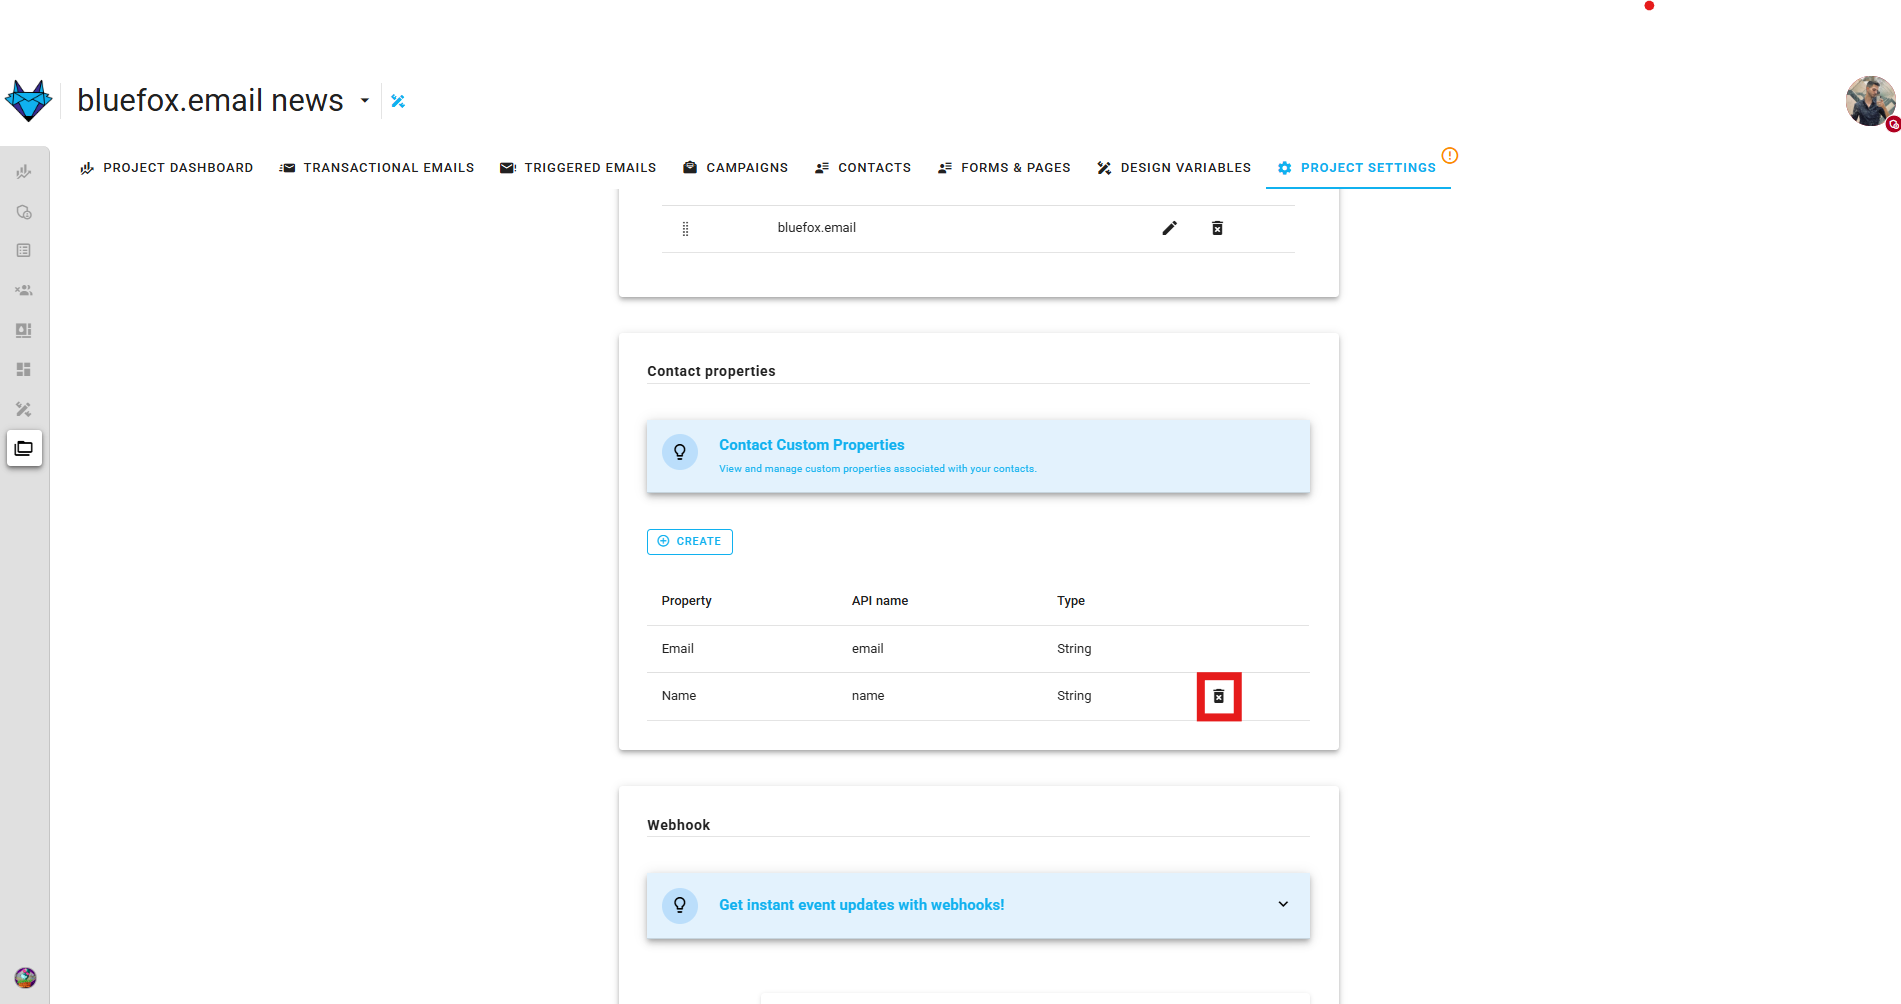 bluefox.email news
PROJECT DASHBOARD TRANSACTIONAL EMAILS TRIGGERED EMAILS CAMPAIGNS CONTACTS FORMS & PAGES DESIGN VARIABLES PROJECT SETTINGS
bluefox.email
Contact properties
Contact Custom Properties
View and manage custom properties associated with your contacts.
CREATE
Property API name Type
Email email String
Name name String
Webhook
Get instant event updates with webhooks!